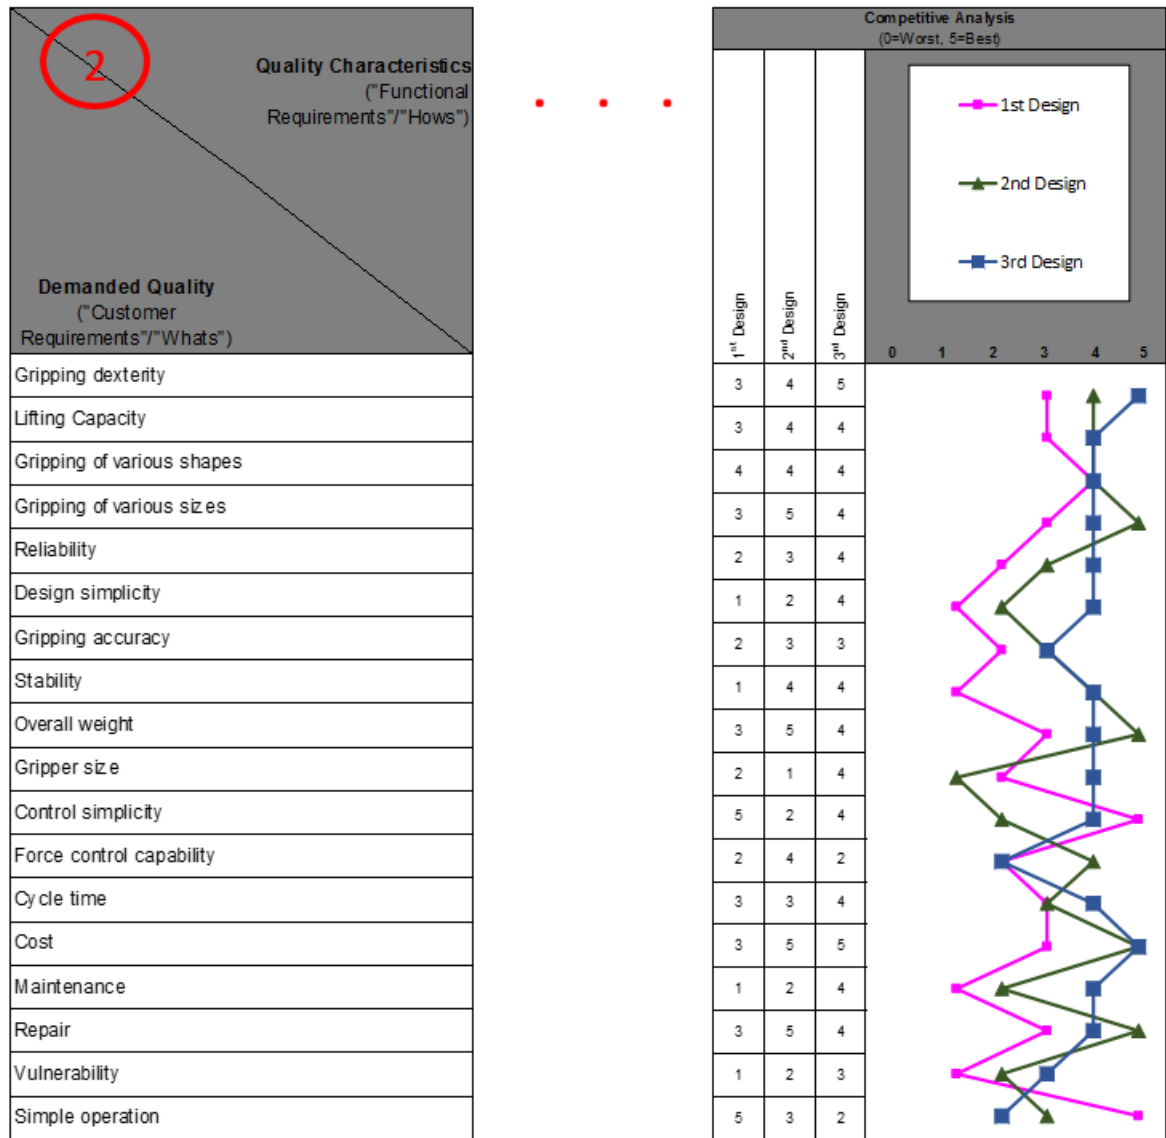 2
Quality Characteristics
("Functional
Requirements"/"Hows")
Demanded Quality
("Customer
Requirements"/"Whats")
Competitive Analysis
(0=Worst, 5=Best)
1st Design
2nd Design
3rd Design
1st Design
2nd Design
3rd Design
0 1 2 3 4 5
Gripping dexterity 3 4 5
Lifting Capacity 3 4 4
Gripping of various shapes 4 4 4
Gripping of various sizes 3 5 4
Reliability 2 3 4
Design simplicity 1 2 4
Gripping accuracy 2 3 3
Stability 1 4 4
Overall weight 3 5 4
Gripper size 2 1 4
Control simplicity 5 2 4
Force control capability 2 4 2
Cycle time 3 3 4
Cost 3 5 5
Maintenance 1 2 4
Repair 3 5 4
Vulnerability 1 2 3
Simple operation 5 3 2